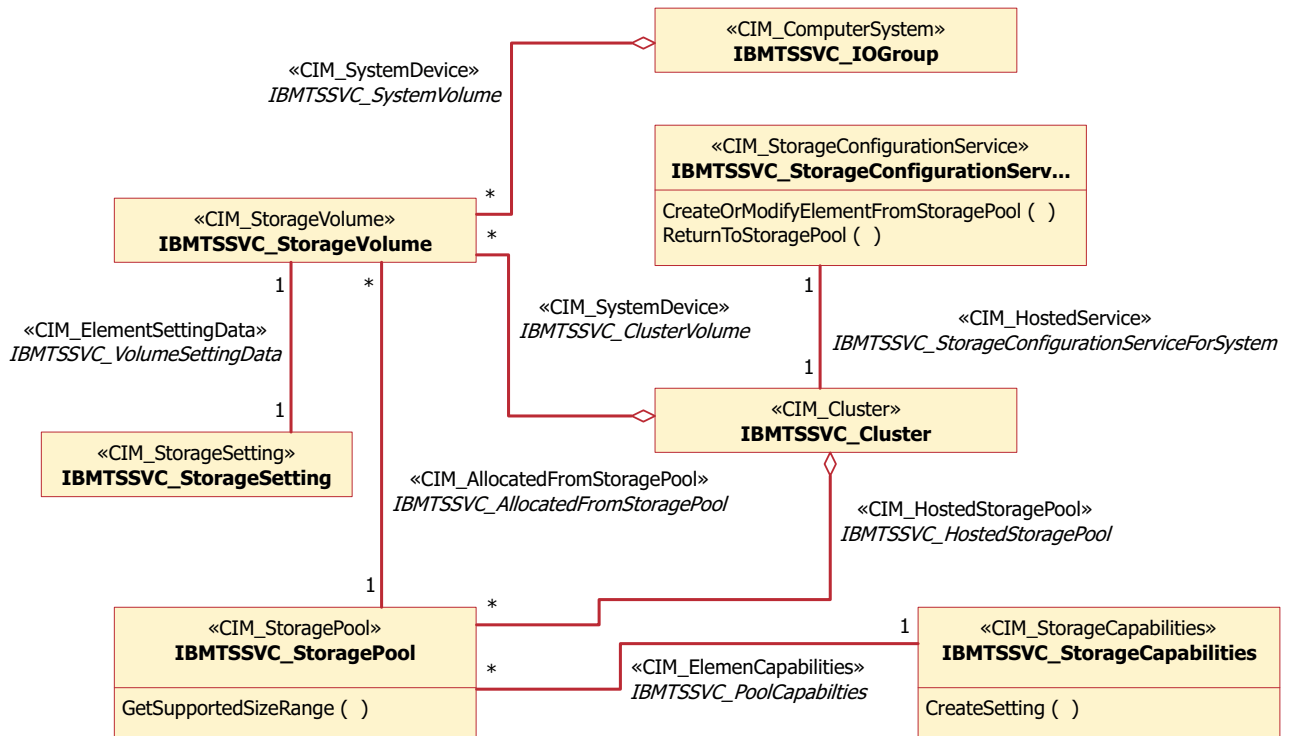 «CIM_ComputerSystem»
IBMTSSVC_IOGroup
«CIM_SystemDevice»
IBMTSSVC_SystemVolume
«CIM_StorageConfigurationService»
IBMTSSVC_StorageConfigurationServ...
CreateOrModifyElementFromStoragePool ( )
ReturnToStoragePool ( )
*
«CIM_StorageVolume»
IBMTSSVC_StorageVolume
*
1
*
1
«CIM_SystemDevice»
IBMTSSVC_ClusterVolume
«CIM_HostedService»
IBMTSSVC_StorageConfigurationServiceForSystem
«CIM_ElementSettingData»
IBMTSSVC_VolumeSettingData
1
1
«CIM_Cluster»
IBMTSSVC_Cluster
«CIM_StorageSetting»
IBMTSSVC_StorageSetting
«CIM_AllocatedFromStoragePool»
IBMTSSVC_AllocatedFromStoragePool
«CIM_HostedStoragePool»
IBMTSSVC_HostedStoragePool
1
*
«CIM_StoragePool»
IBMTSSVC_StoragePool
GetSupportedSizeRange ( )
*
«CIM_ElemenCapabilities»
IBMTSSVC_PoolCapabilties
1
«CIM_StorageCapabilities»
IBMTSSVC_StorageCapabilities
CreateSetting ( )